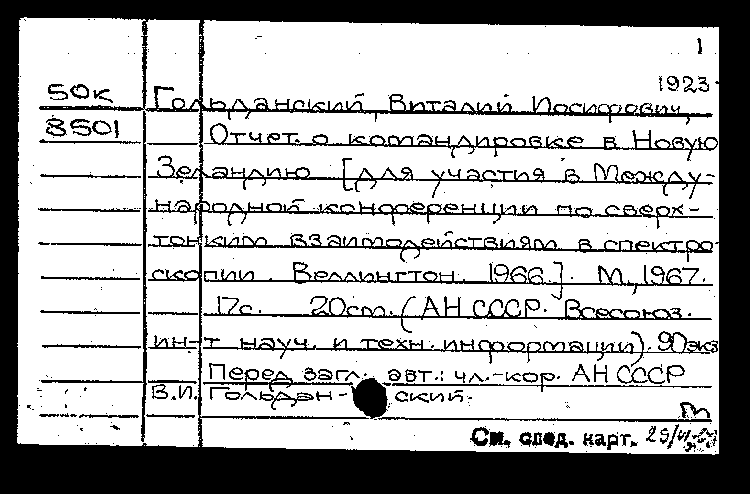 1
1923-
50к Гольданский, Виталий Иосифович,
8501 Отчет о командировке в Новую
Зеландию [для участия в Между-
народной конференции по сверх-
тонким взаимодействиям в спектро-
скопии. Веллингтон. 1966.]. М., 1967.
17с. 20см. (АН СССР. Всесоюз.
ин-т науч. и техн. информации). 90экз
Перед загл. авт.: чл.-кор. АН СССР
В.И. Гольдан- ский.
м
См. след. карт.